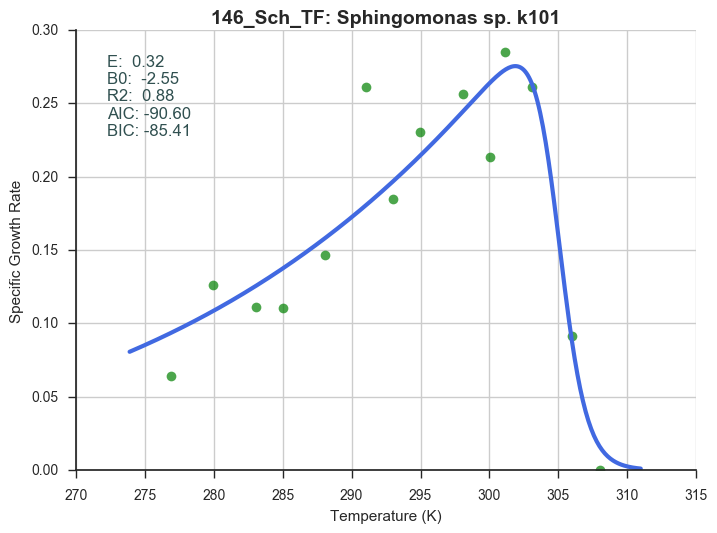 146_Sch_TF: Sphingomonas sp. k101
E: 0.32
B0: -2.55
R2: 0.88
AIC: -90.60
BIC: -85.41
Specific Growth Rate
0.30
0.25
0.20
0.15
0.10
0.05
0.00
270 275 280 285 290 295 300 305 310 315
Temperature (K)